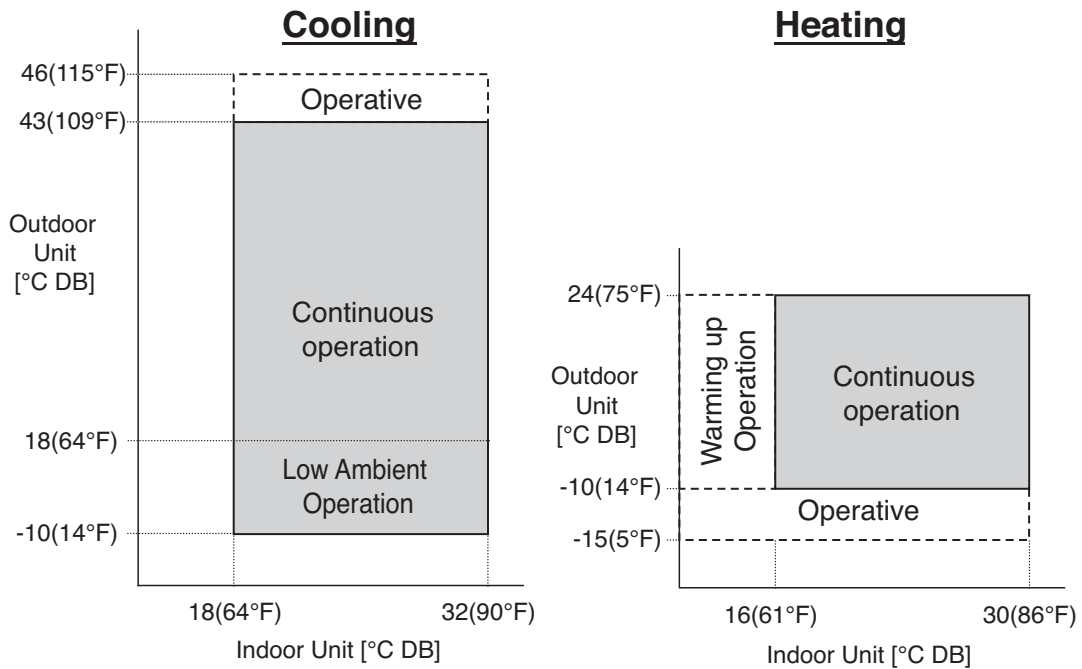 Cooling
46(115°F)
Operative
43(109°F)
Outdoor
Unit
[°C DB]
Continuous
operation
18(64°F)
Low Ambient
Operation
-10(14°F)
18(64°F)
32(90°F)
Indoor Unit [°C DB]
Heating
24(75°F)
Warming up
Operation
Continuous
operation
Outdoor
Unit
[°C DB]
-10(14°F)
Operative
-15(5°F)
16(61°F)
30(86°F)
Indoor Unit [°C DB]